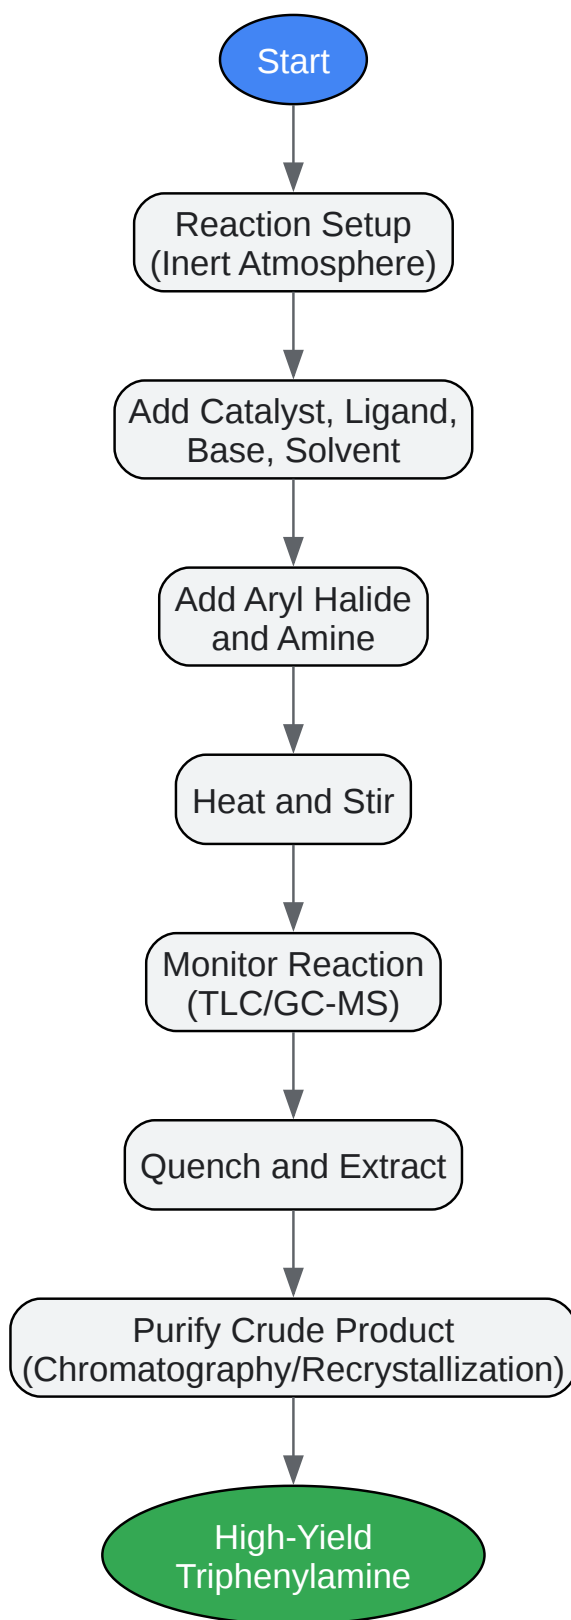 Start
Reaction Setup
(Inert Atmosphere)
Add Catalyst, Ligand,
Base, Solvent
Add Aryl Halide
and Amine
Heat and Stir
Monitor Reaction
(TLC/GC-MS)
Quench and Extract
Purify Crude Product
(Chromatography/Recrystallization)
High-Yield
Triphenylamine